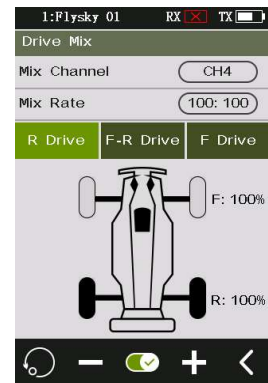 1:Flysky 01 RX TX
Drive Mix
Mix Channel CH4
Mix Rate 100: 100
R Drive F-R Drive F Drive
F: 100%
R: 100%